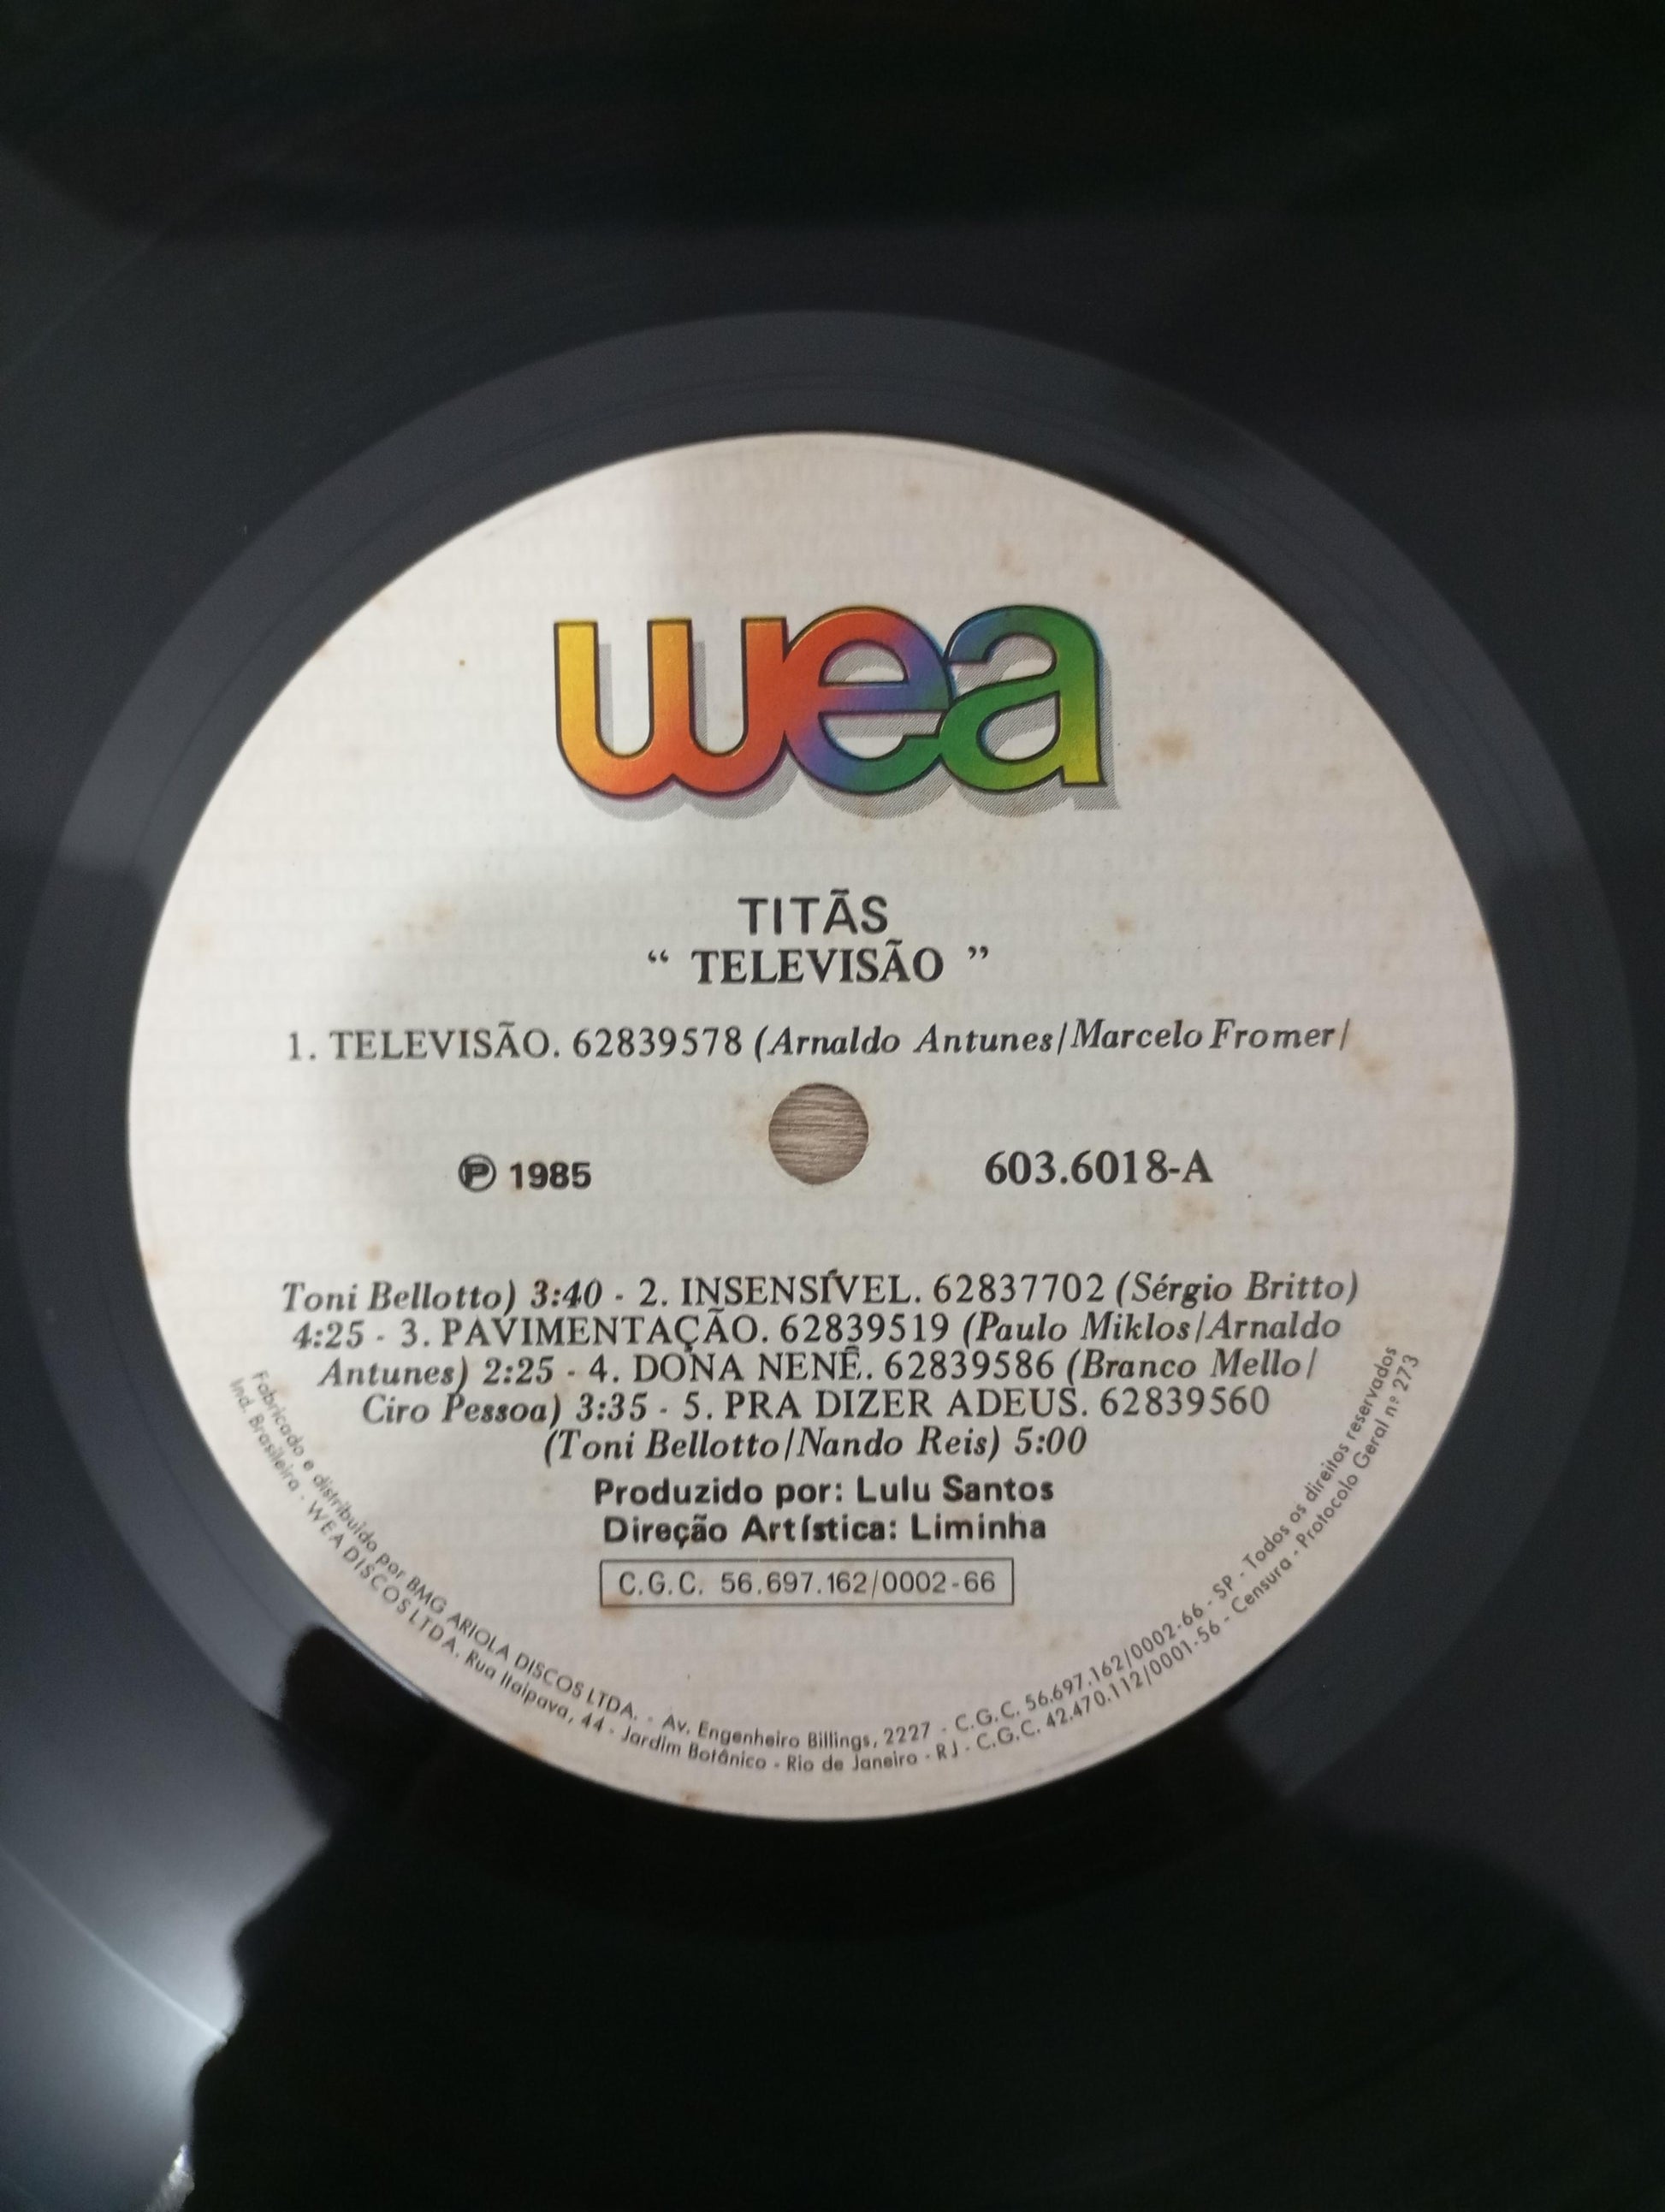 wea
TITÃS
“ TELEVISÃO ”
1. TELEVISÃO. 62839578 (Arnaldo Antunes/Marcelo Fromer/
Ⓟ 1985
603.6018-A
Toni Bellotto) 3:40 - 2. INSENSÍVEL. 62837702 (Sérgio Britto)
4:25 - 3. PAVIMENTAÇÃO. 62839519 (Paulo Miklos/Arnaldo
Antunes) 2:25 - 4. DONA NENÊ. 62839586 (Branco Mello/
Ciro Pessoa) 3:35 - 5. PRA DIZER ADEUS. 62839560
(Toni Bellotto/Nando Reis) 5:00
Produzido por: Lulu Santos
Direção Artística: Liminha
C.G.C. 56.697.162/0002-66
Fabricado e distribuído por BMG ARIOLA DISCOS LTDA. - Av. Engenheiro Billings, 2227 - C.G.C. 56.697.162/0002-66 - SP - Todos os direitos reservados
Ind. Brasileira - WEA DISCOS LTDA. Rua Itaipava, 44 - Jardim Botânico - Rio de Janeiro - RJ - C.G.C. 42.470.112/0001-56 - Censura - Protocolo Geral nº 273